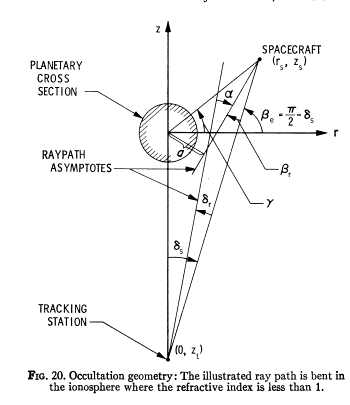 z
SPACECRAFT
(r_s, z_s)
PLANETARY
CROSS
SECTION
α
β_e = π/2 - δ_s
r
a
RAYPATH
ASYMPTOTES
β_r
δ_r
γ
δ_s
TRACKING
STATION
(0, z_t)
FIG. 20. Occultation geometry: The illustrated ray path is bent in
the ionosphere where the refractive index is less than 1.